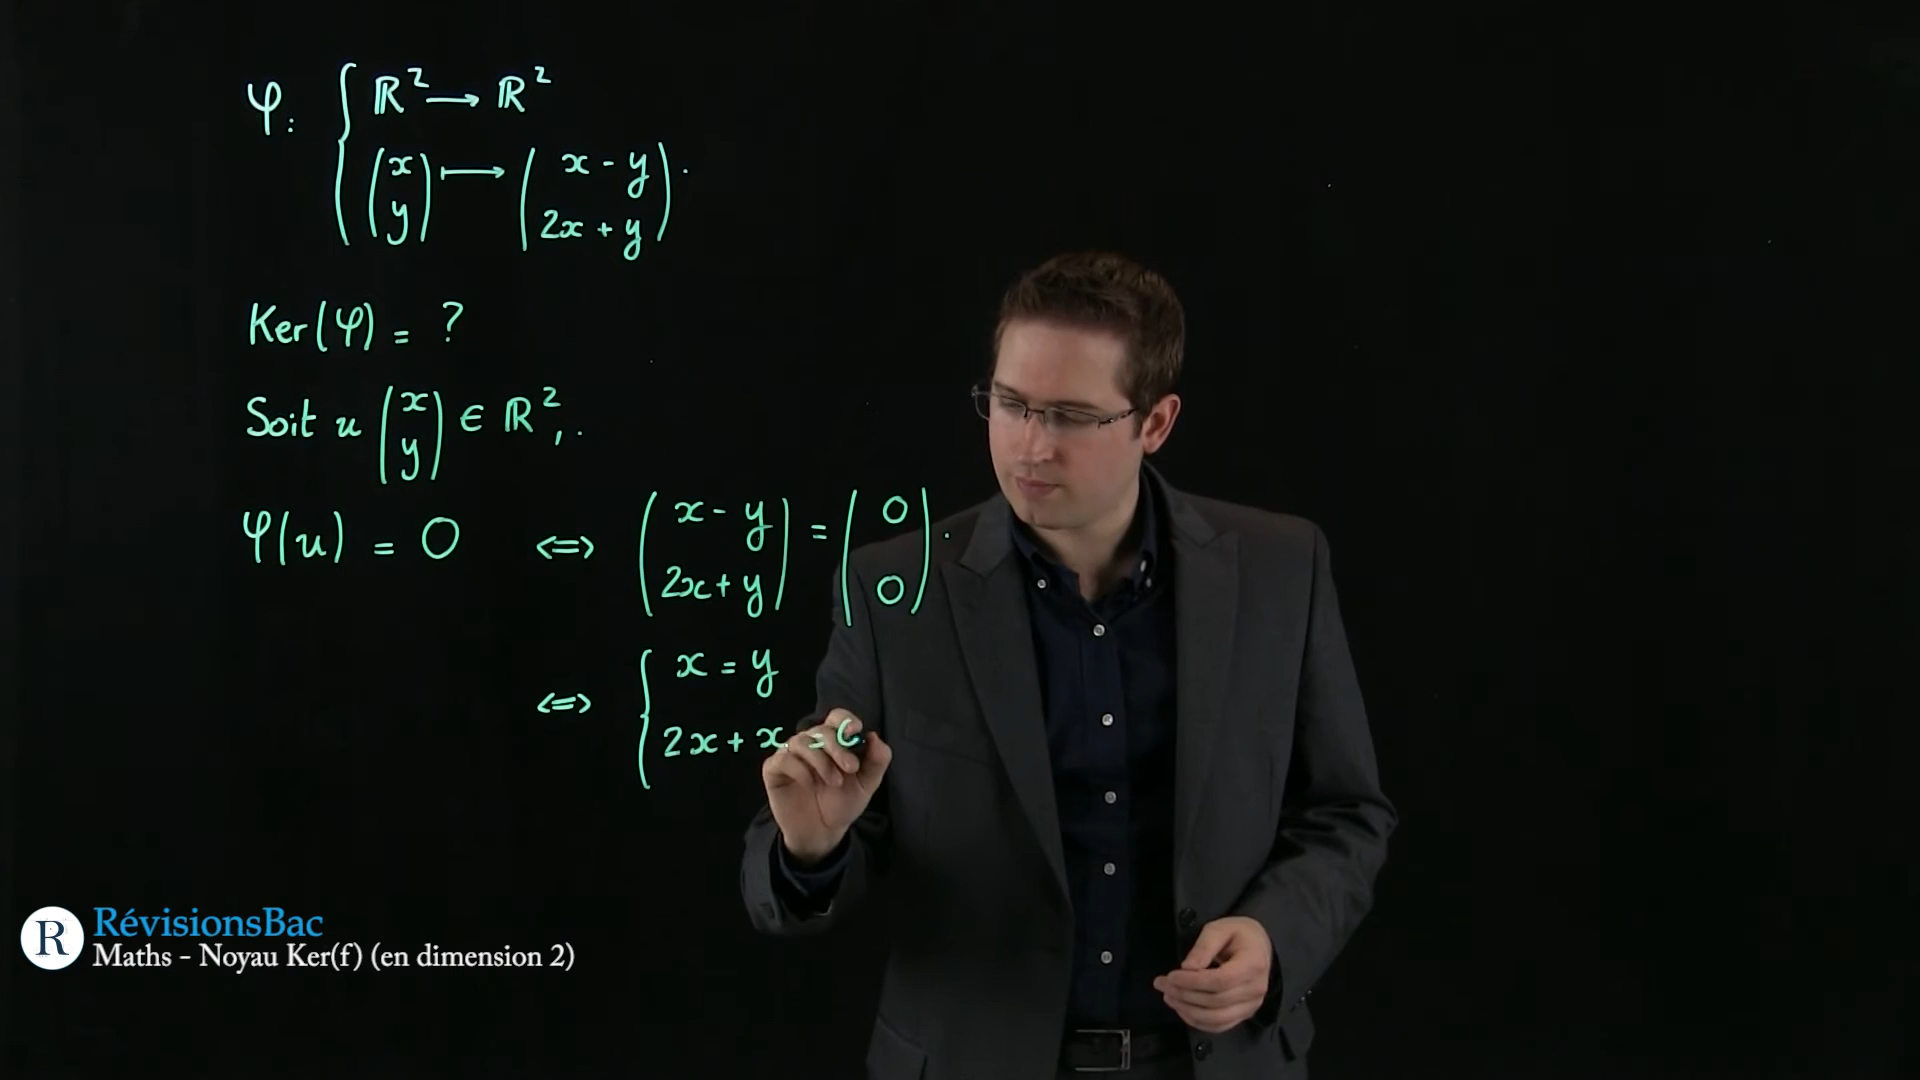 φ: { ℝ² → ℝ²
(x y) ↦ (x - y 2x + y).
Ker(φ) = ?
Soit u (x y) ∈ ℝ²,.
φ(u) = 0 <=> (x - y 2x + y) = (0 0).
<=> { x = y
2x + x = 0
R RévisionsBac
Maths - Noyau Ker(f) (en dimension 2)